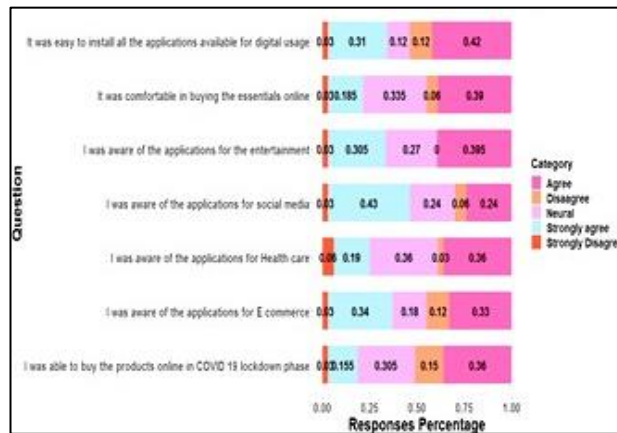 It was easy to install all the applications available for digital usage 0.03 0.31 0.12 0.12 0.42
It was comfortable in buying the essentials online 0.03 0.185 0.335 0.06 0.39
I was aware of the applications for the entertainment 0.03 0.305 0.27 0 0.395
I was aware of the applications for social media 0.03 0.43 0.24 0.06 0.24
I was aware of the applications for Health care 0.06 0.19 0.36 0.03 0.36
I was aware of the applications for E commerce 0.03 0.34 0.18 0.12 0.33
I was able to buy the products online in COVID 19 lockdown phase 0.03 0.155 0.305 0.15 0.36
0.00 0.25 0.50 0.75 1.00
Responses Percentage
Question
Category
Agree
Disaagree
Neural
Strongly agree
Strongly Disagre